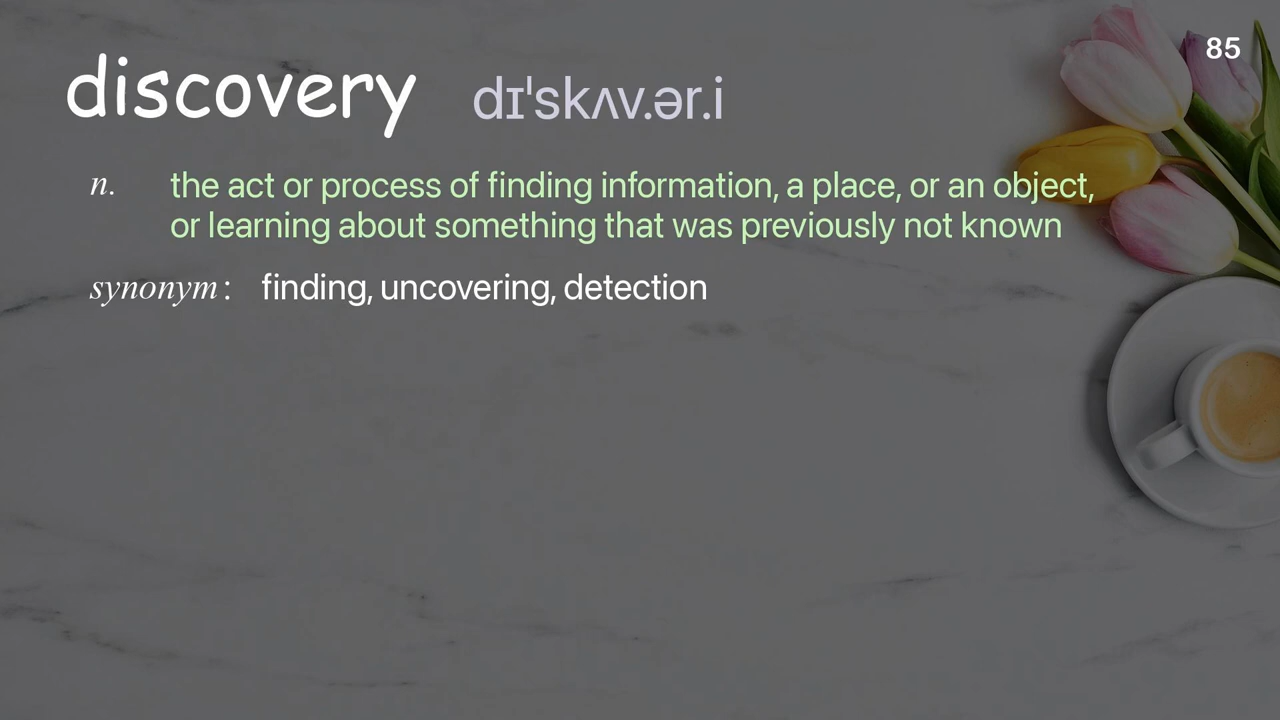 85
discovery dɪˈskʌv.ər.i
n. the act or process of finding information, a place, or an object,
or learning about something that was previously not known
synonym: finding, uncovering, detection